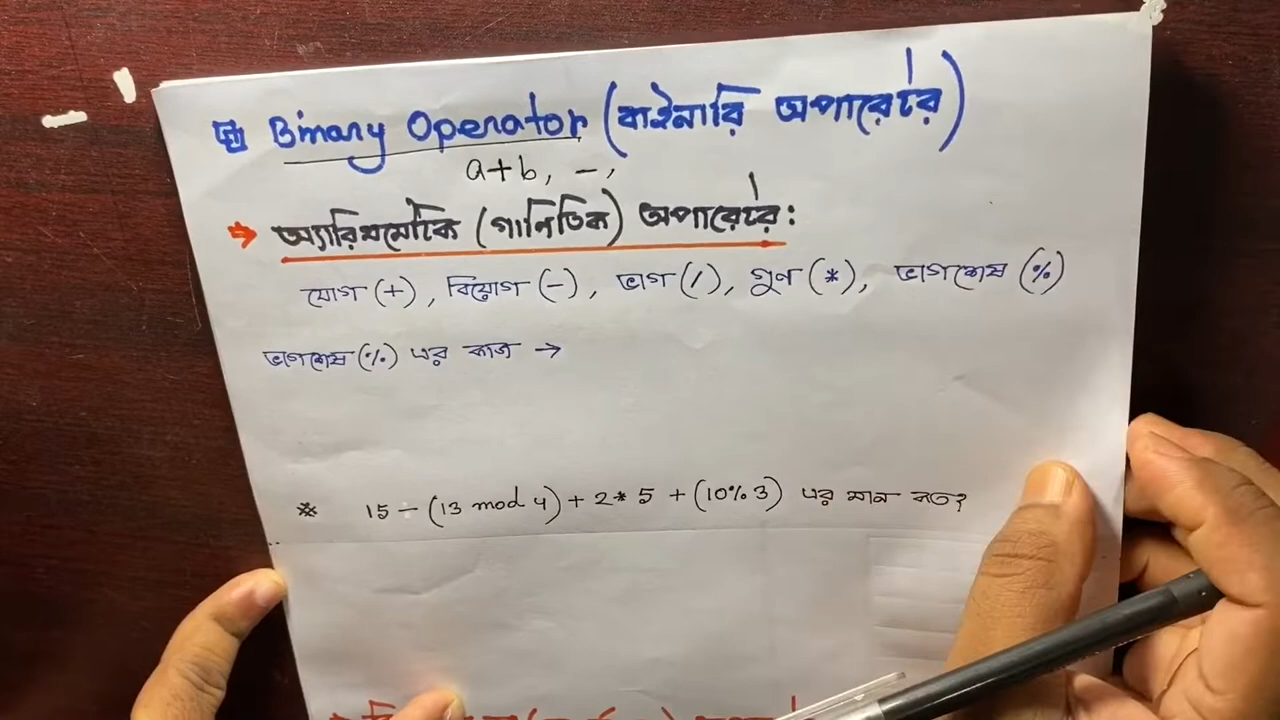 Binary Operator (বাইনারি অপারেটর)
a+b, -,
অ্যারিথমেটিক (গানিতিক) অপারেটর:
যোগ (+), বিয়োগ (-), ভাগ (/), গুণ (*), ভাগশেষ (%)
ভাগশেষ (%) এর কাজ →
* 15 - (13 mod 4) + 2 * 5 + (10% 3) এর মান কত?